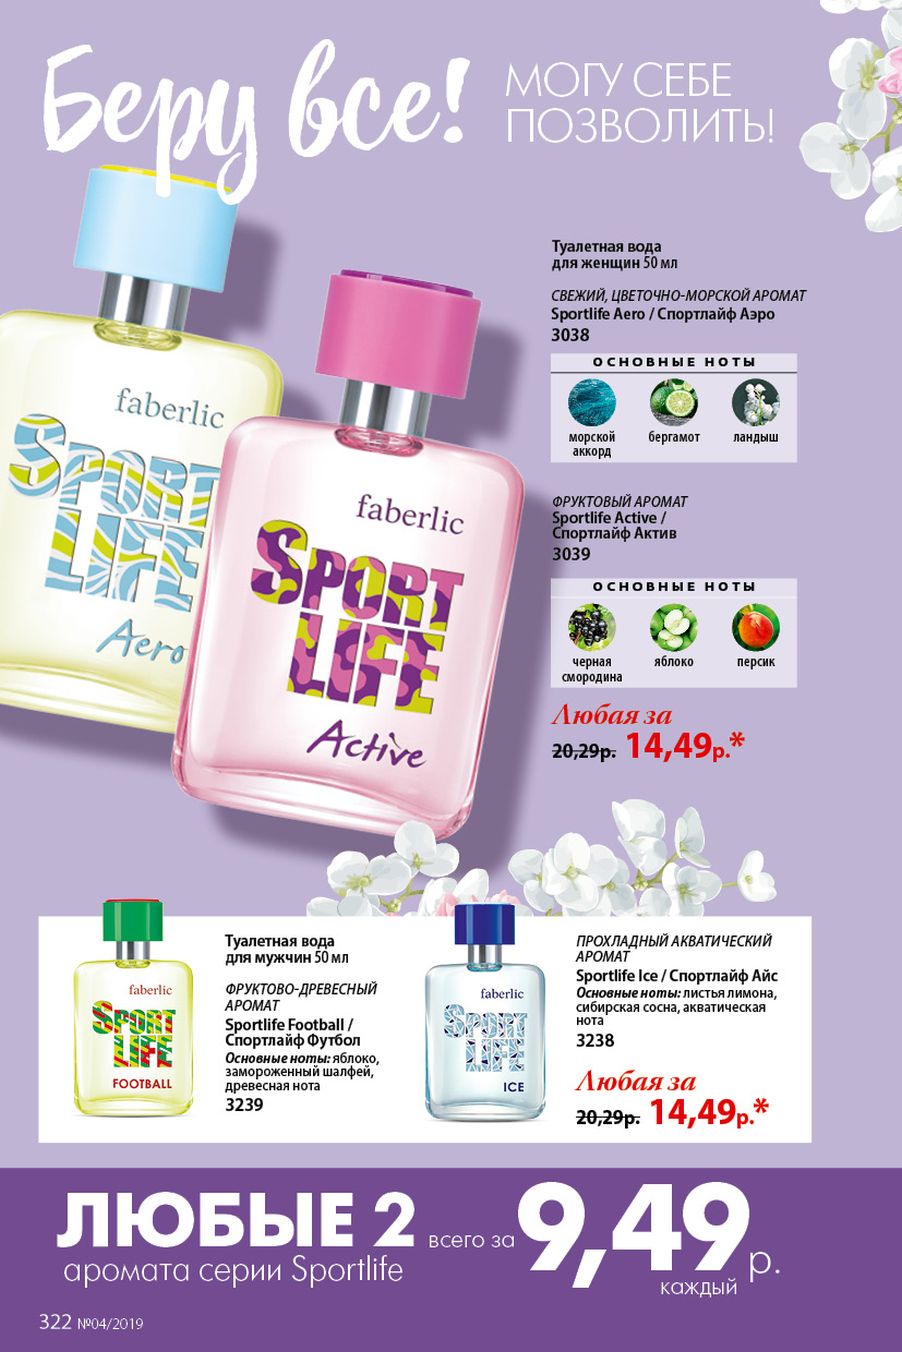 Беру все!
МОГУ СЕБЕ
ПОЗВОЛИТЬ!
faberlic
SPORT
LIFE
Aero
faberlic
SPORT
LIFE
Active
Туалетная вода
для женщин 50 мл
СВЕЖИЙ, ЦВЕТОЧНО-МОРСКОЙ АРОМАТ
Sportlife Aero / Спортлайф Аэро
3038
ОСНОВНЫЕ НОТЫ
морской
аккорд
бергамот
ландыш
ФРУКТОВЫЙ АРОМАТ
Sportlife Active /
Спортлайф Актив
3039
ОСНОВНЫЕ НОТЫ
черная
смородина
яблоко
персик
Любая за
20,29р. 14,49р.*
faberlic
SPORT
LIFE
FOOTBALL
Туалетная вода
для мужчин 50 мл
ФРУКТОВО-ДРЕВЕСНЫЙ
АРОМАТ
Sportlife Football /
Спортлайф Футбол
Основные ноты: яблоко,
замороженный шалфей,
древесная нота
3239
faberlic
SPORT
LIFE
ICE
ПРОХЛАДНЫЙ АКВАТИЧЕСКИЙ
АРОМАТ
Sportlife Ice / Спортлайф Айс
Основные ноты: листья лимона,
сибирская сосна, акватическая
нота
3238
Любая за
20,29р. 14,49р.*
ЛЮБЫЕ 2
аромата серии Sportlife
всего за 9,49 р.
каждый
322 №04/2019